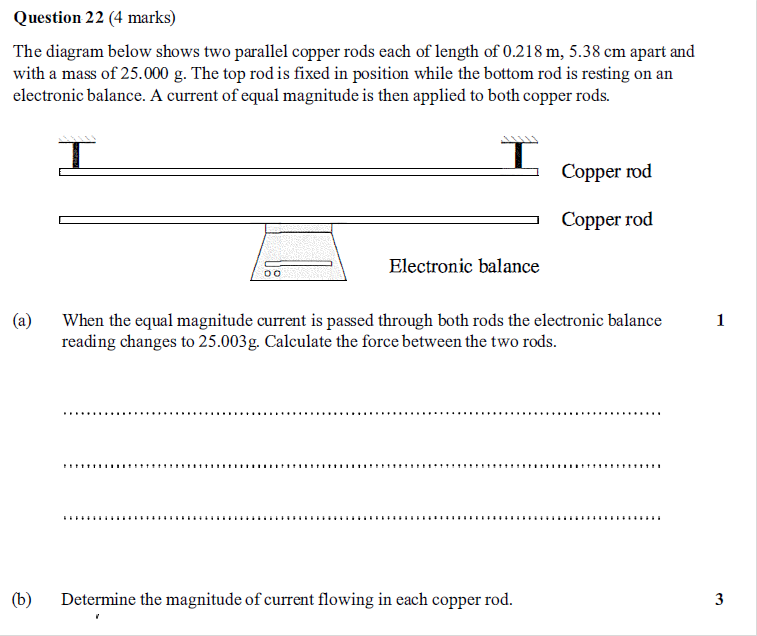 Question 22 (4 marks)
The diagram below shows two parallel copper rods each of length of 0.218 m, 5.38 cm apart and
with a mass of 25.000 g. The top rod is fixed in position while the bottom rod is resting on an
electronic balance. A current of equal magnitude is then applied to both copper rods.
Copper rod
Copper rod
Electronic balance
(a) When the equal magnitude current is passed through both rods the electronic balance 1
reading changes to 25.003g. Calculate the force between the two rods.
(b) Determine the magnitude of current flowing in each copper rod. 3